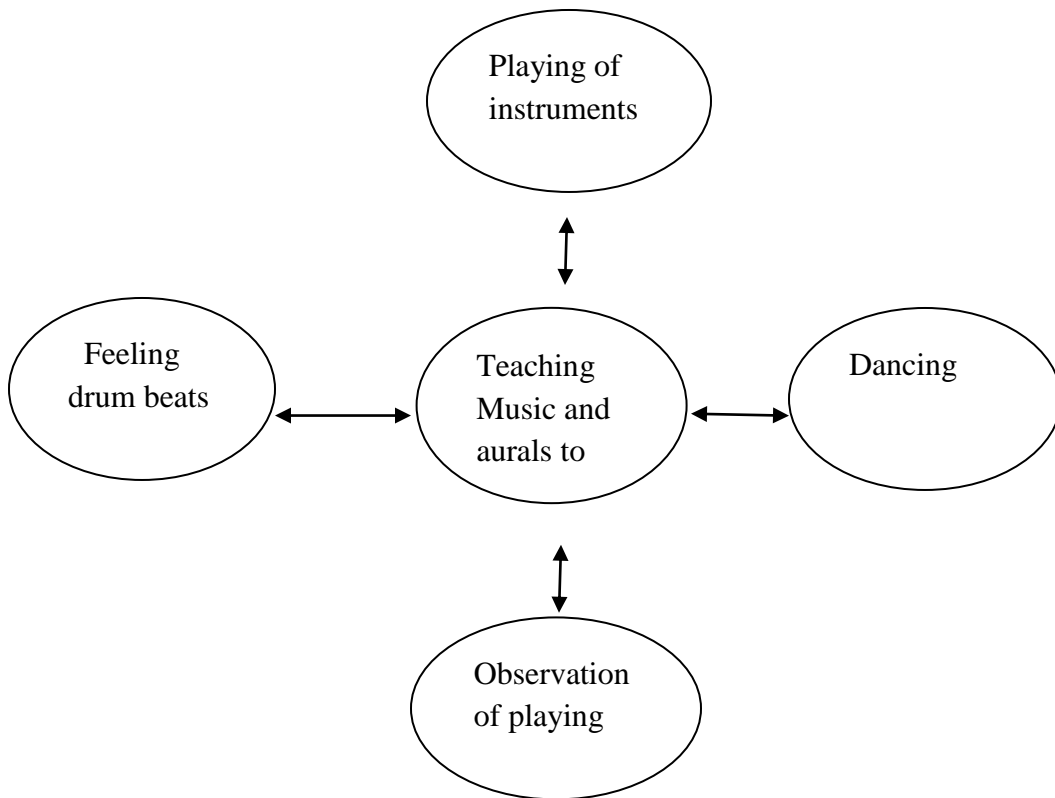 Playing of
instruments
Feeling
drum beats
Teaching
Music and
aurals to
Dancing
Observation
of playing